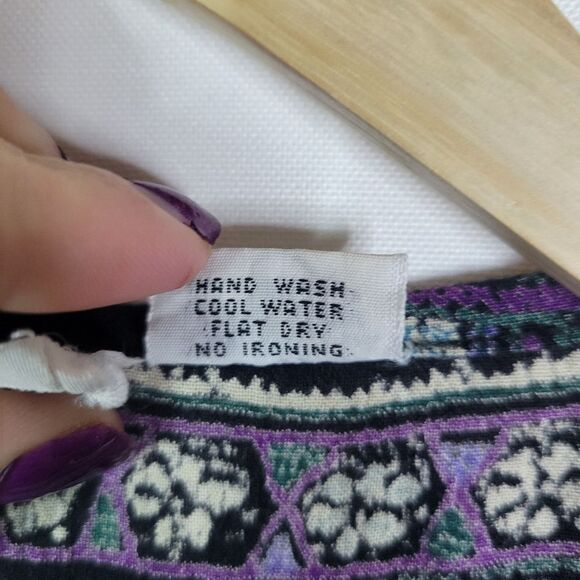 HAND WASH
COOL WATER
FLAT DRY
NO IRONING